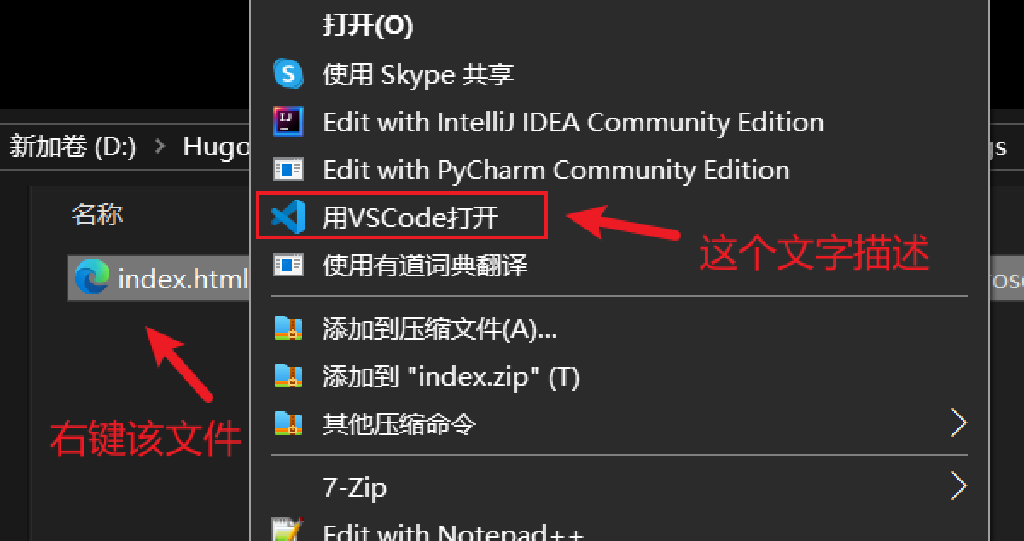 打开(O)
使用 Skype 共享
Edit with IntelliJ IDEA Community Edition
新加卷 (D:) > Hugo
gs
Edit with PyCharm Community Edition
名称
用VSCode打开
这个文字描述
使用有道词典翻译
index.html
添加到压缩文件(A)...
添加到 "index.zip" (T)
右键该文件
其他压缩命令
7-Zip
Edit with Notepad++